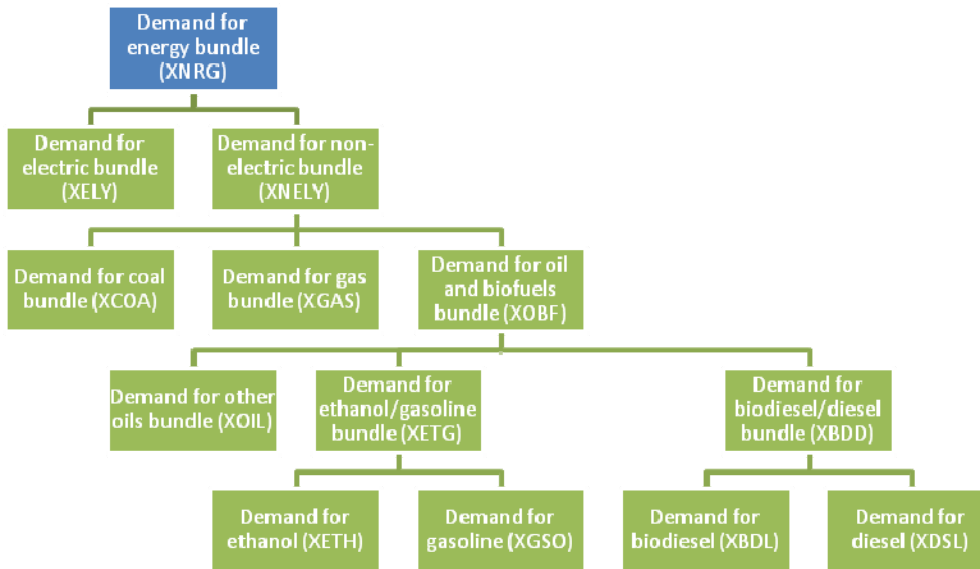 Demand for
energy bundle
(XNRG)
Demand for
electric bundle
(XELY)
Demand for non-
electric bundle
(XNELY)
Demand for coal
bundle (XCOA)
Demand for gas
bundle (XGAS)
Demand for oil
and biofuels
bundle (XOBF)
Demand for other
oils bundle (XOIL)
Demand for
ethanol/gasoline
bundle (XETG)
Demand for
biodiesel/diesel
bundle (XBDD)
Demand for
ethanol (XETH)
Demand for
gasoline (XGSO)
Demand for
biodiesel (XBDL)
Demand for
diesel (XDSL)